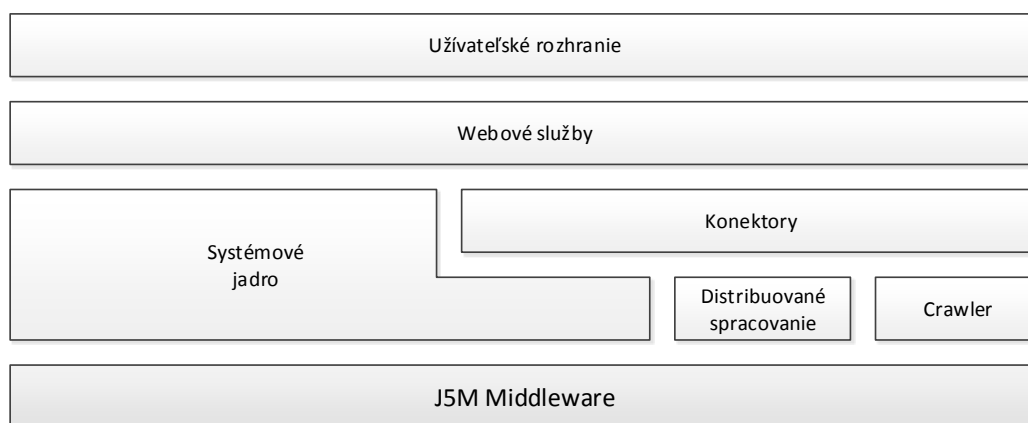 Užívateľské rozhranie
Webové služby
Systémové
jadro
Konektory
Distribuované
spracovanie
Crawler
J5M Middleware